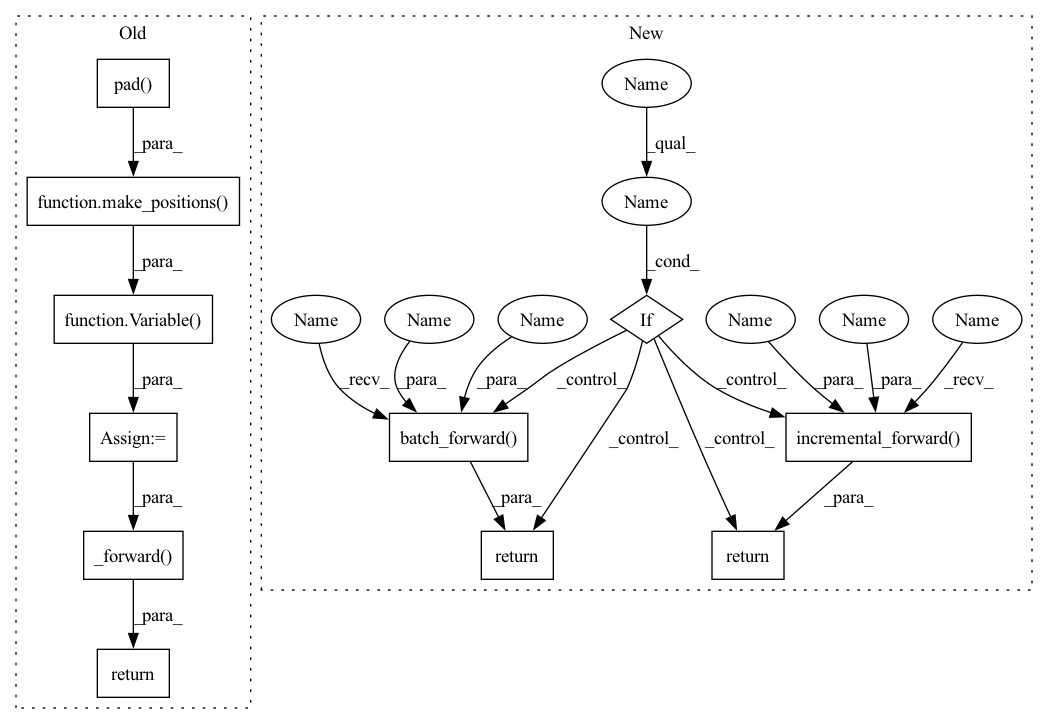 Old
New
pad()
Name
_para_
_qual_
function.make_positions()
Name
_para_
_cond_
function.Variable()
Name
Name
Name
If
Name
Name
Name
_para_
_recv_
_para_
_para_
_control_
_control_
_para_
_para_
_recv_
Assign:=
batch_forward()
_control_
_control_
incremental_forward()
_para_
_para_
_para_
_forward()
return
return
_para_
return